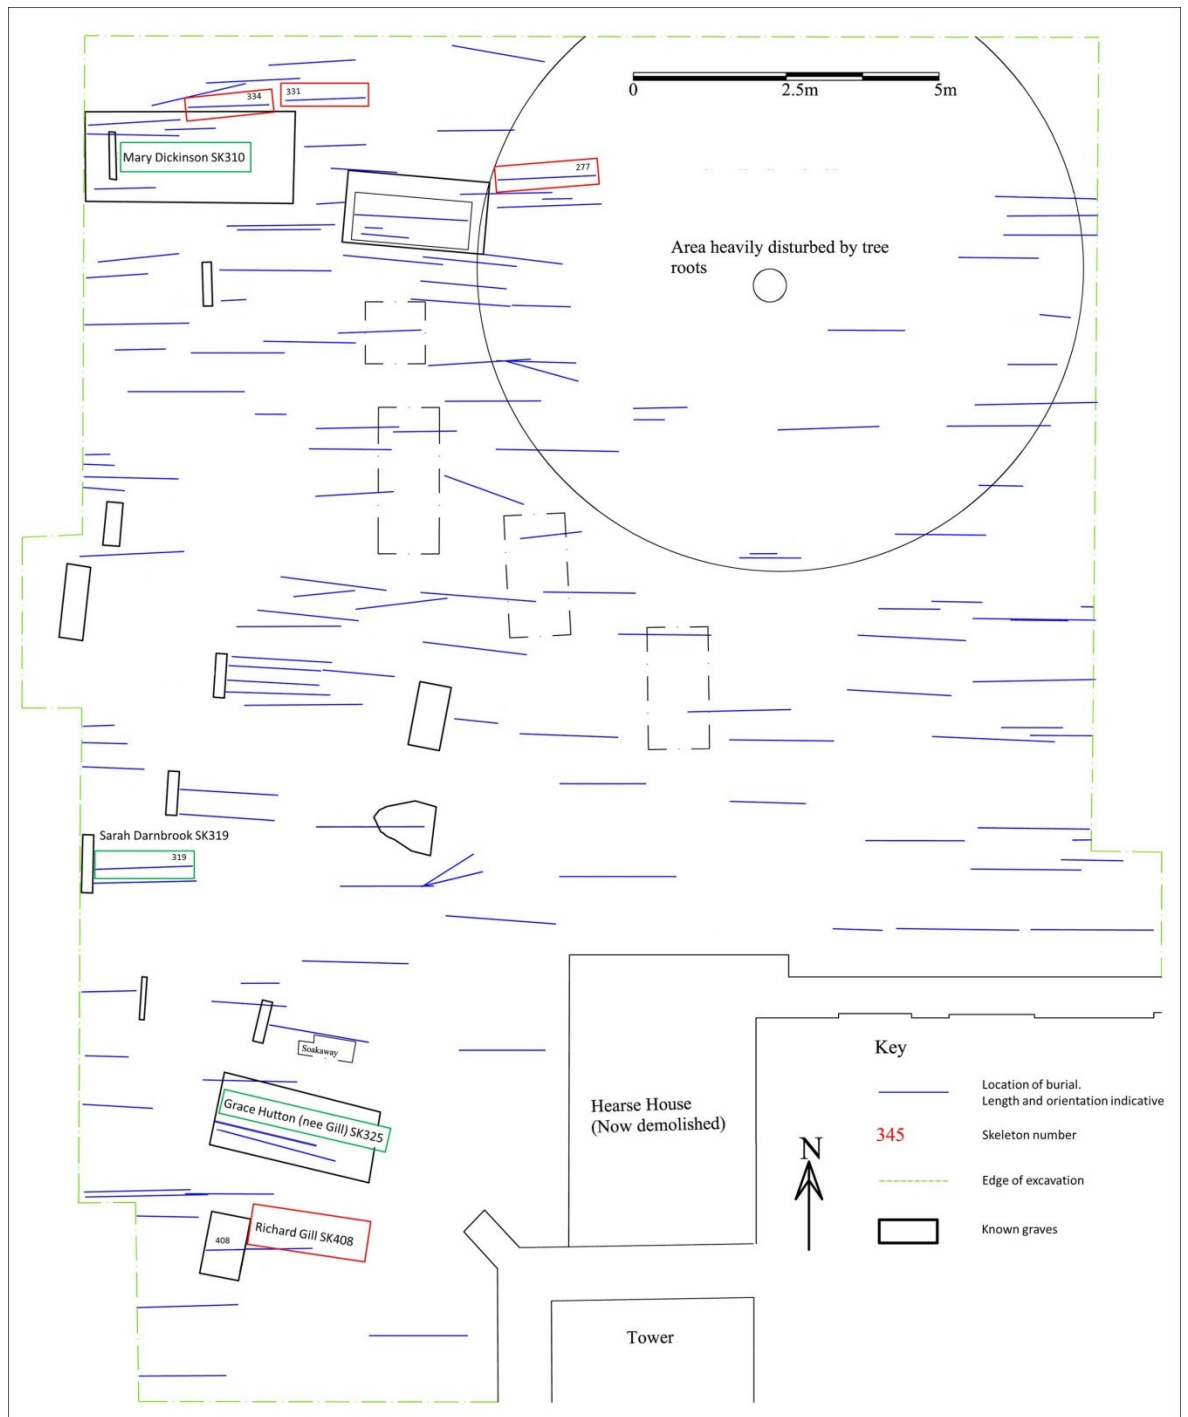 334
331
0
2.5m
5m
Mary Dickinson SK310
277
Area heavily disturbed by tree
roots
Sarah Darnbrook SK319
319
Soakaway
Grace Hutton (nee Gill) SK325
Richard Gill SK408
408
Hearse House
(Now demolished)
Tower
N
Key
Location of burial.
Length and orientation indicative
345
Skeleton number
Edge of excavation
Known graves